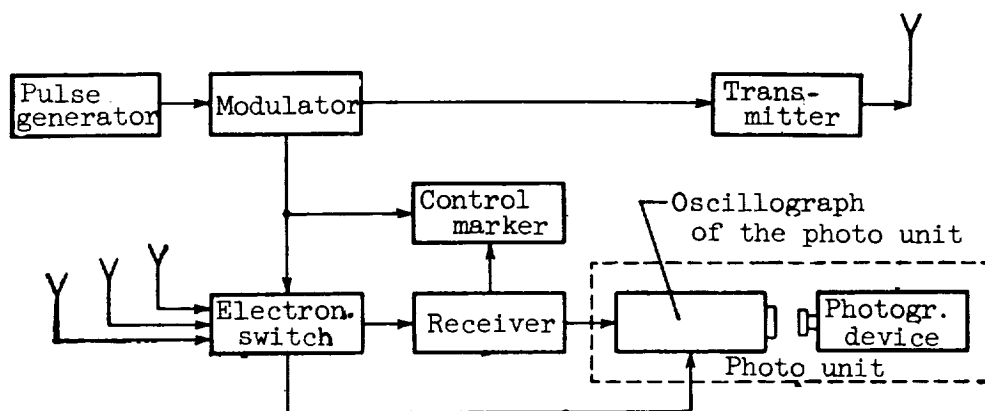 Pulse
generator
Modulator
Trans-
mitter
Control
marker
Oscillograph
of the photo unit
Electron.
switch
Receiver
Photogr.
device
Photo unit